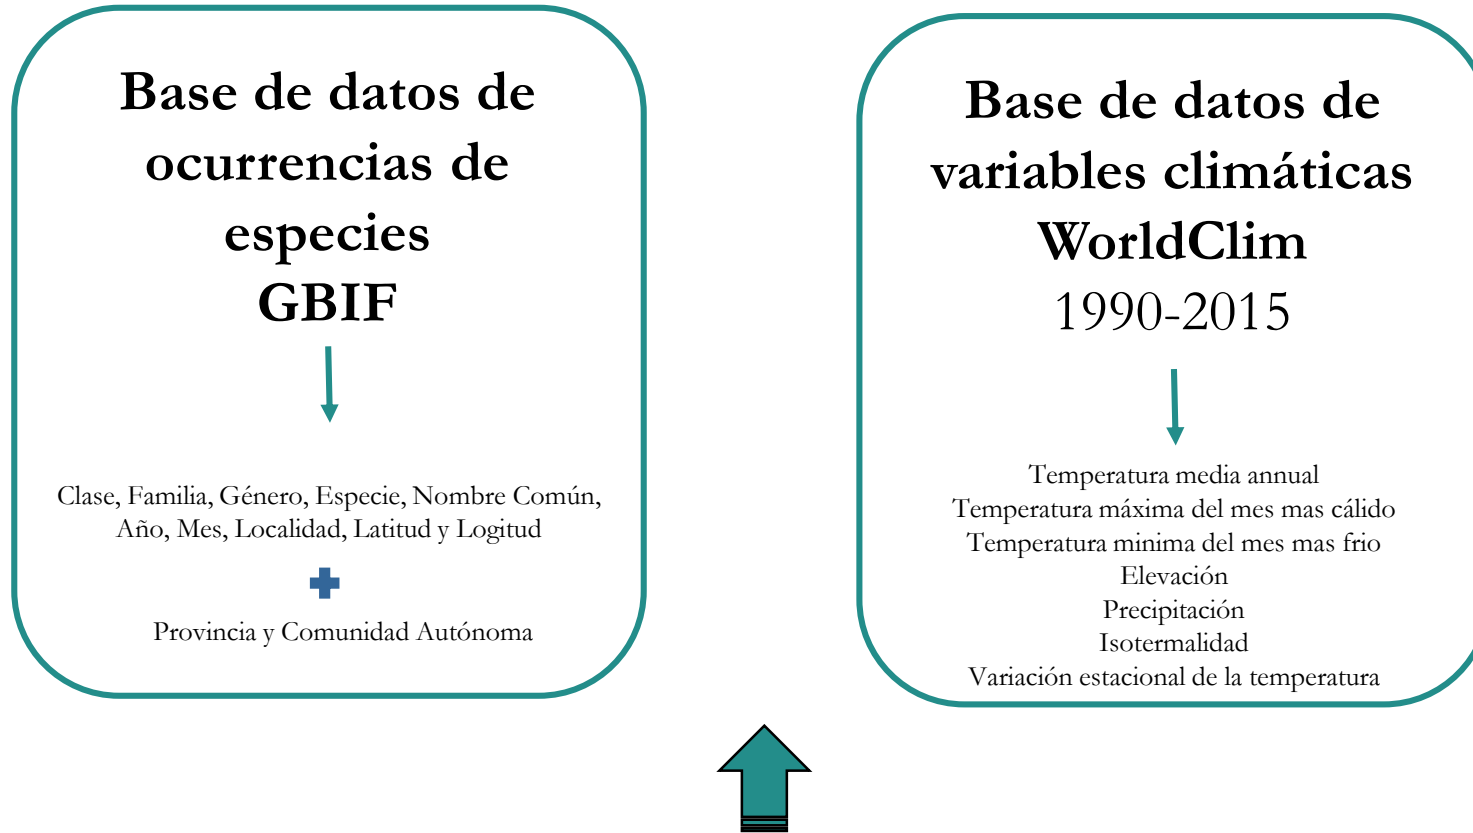 Base de datos de
ocurrencias de
especies
GBIF
Clase, Familia, Género, Especie, Nombre Común,
Año, Mes, Localidad, Latitud y Logitud
Provincia y Comunidad Autónoma
Base de datos de
variables climáticas
WorldClim
1990-2015
Temperatura media annual
Temperatura máxima del mes mas cálido
Temperatura minima del mes mas frio
Elevación
Precipitación
Isotermalidad
Variación estacional de la temperatura